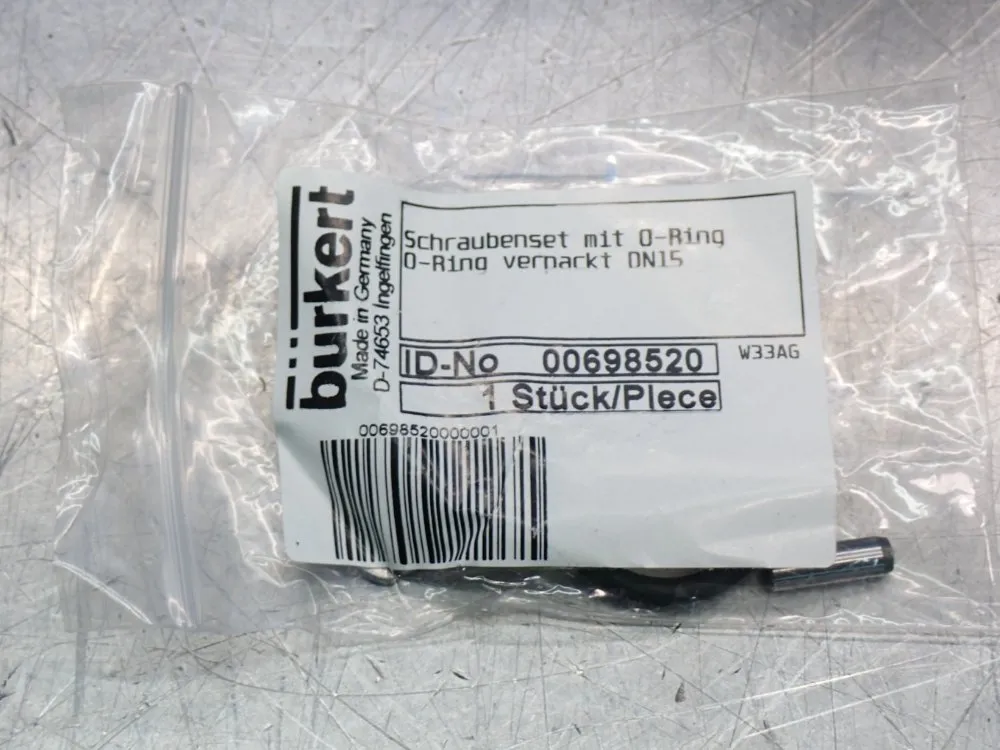 bürkert
Made in Germany
D-74653 Ingelfingen
Schraubenset mit O-Ring
O-Ring vernarkt DN15
ID-No 00698520
W33AG
1 Stück/Piece
00698520000001